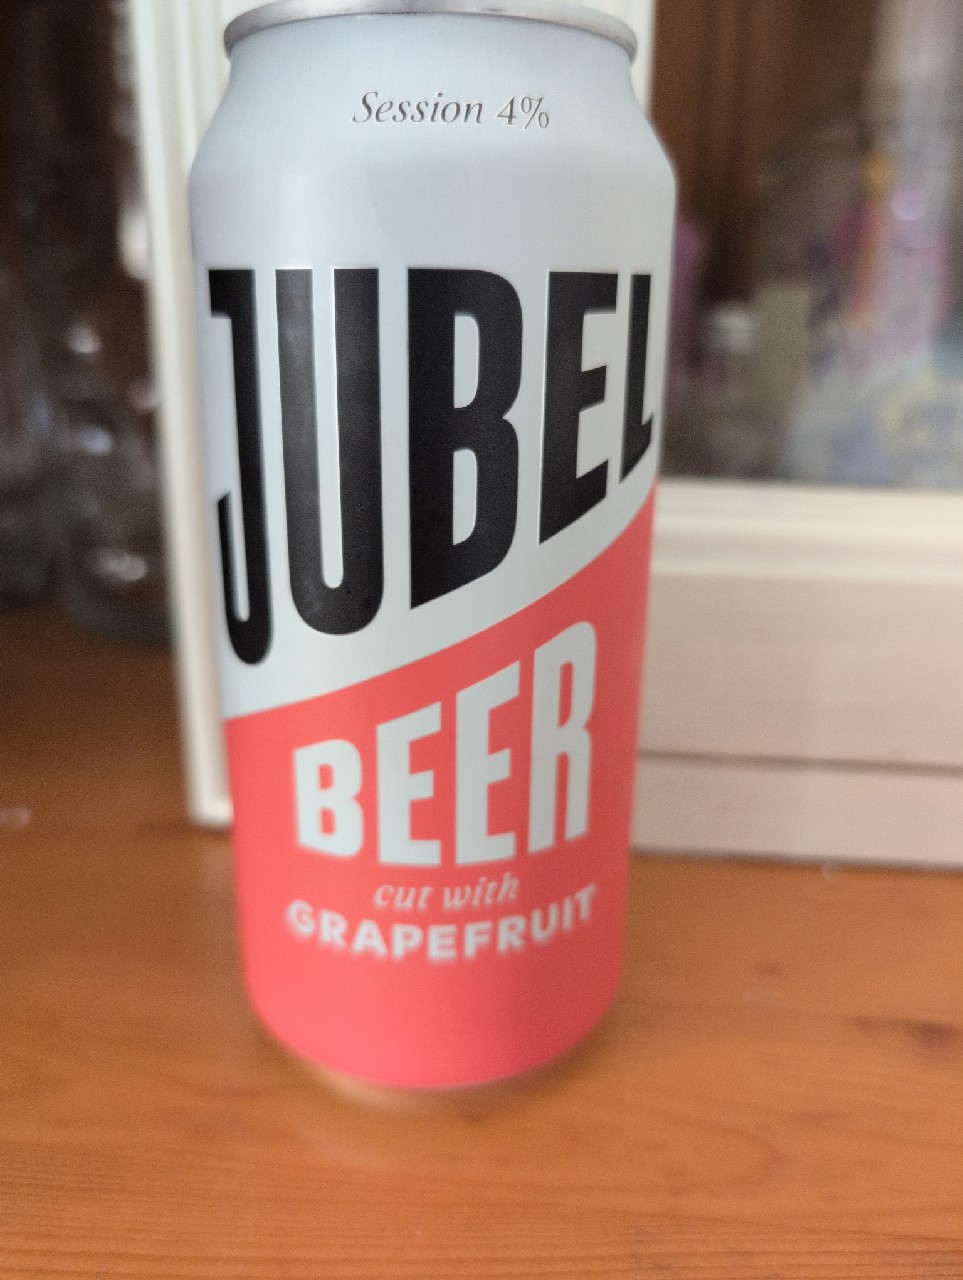 Session 4%
JUBEL
BEER
cut with
GRAPEFRUIT